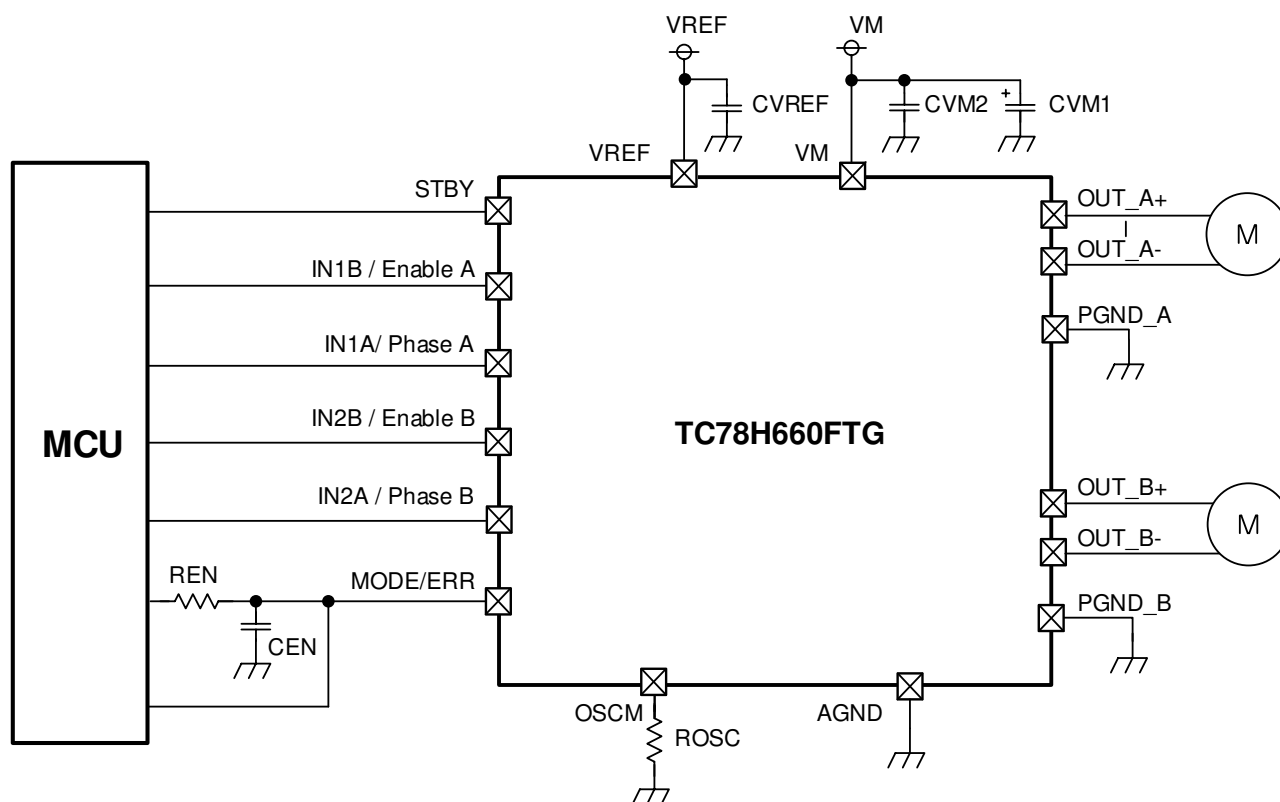 VREF
VM
CVREF
CVM2
+
CVM1
VREF
VM
STBY
OUT_A+
M
IN1B / Enable A
OUT_A-
IN1A/ Phase A
PGND_A
MCU
IN2B / Enable B
TC78H660FTG
IN2A / Phase B
OUT_B+
M
OUT_B-
REN
MODE/ERR
PGND_B
CEN
OSCM
AGND
ROSC